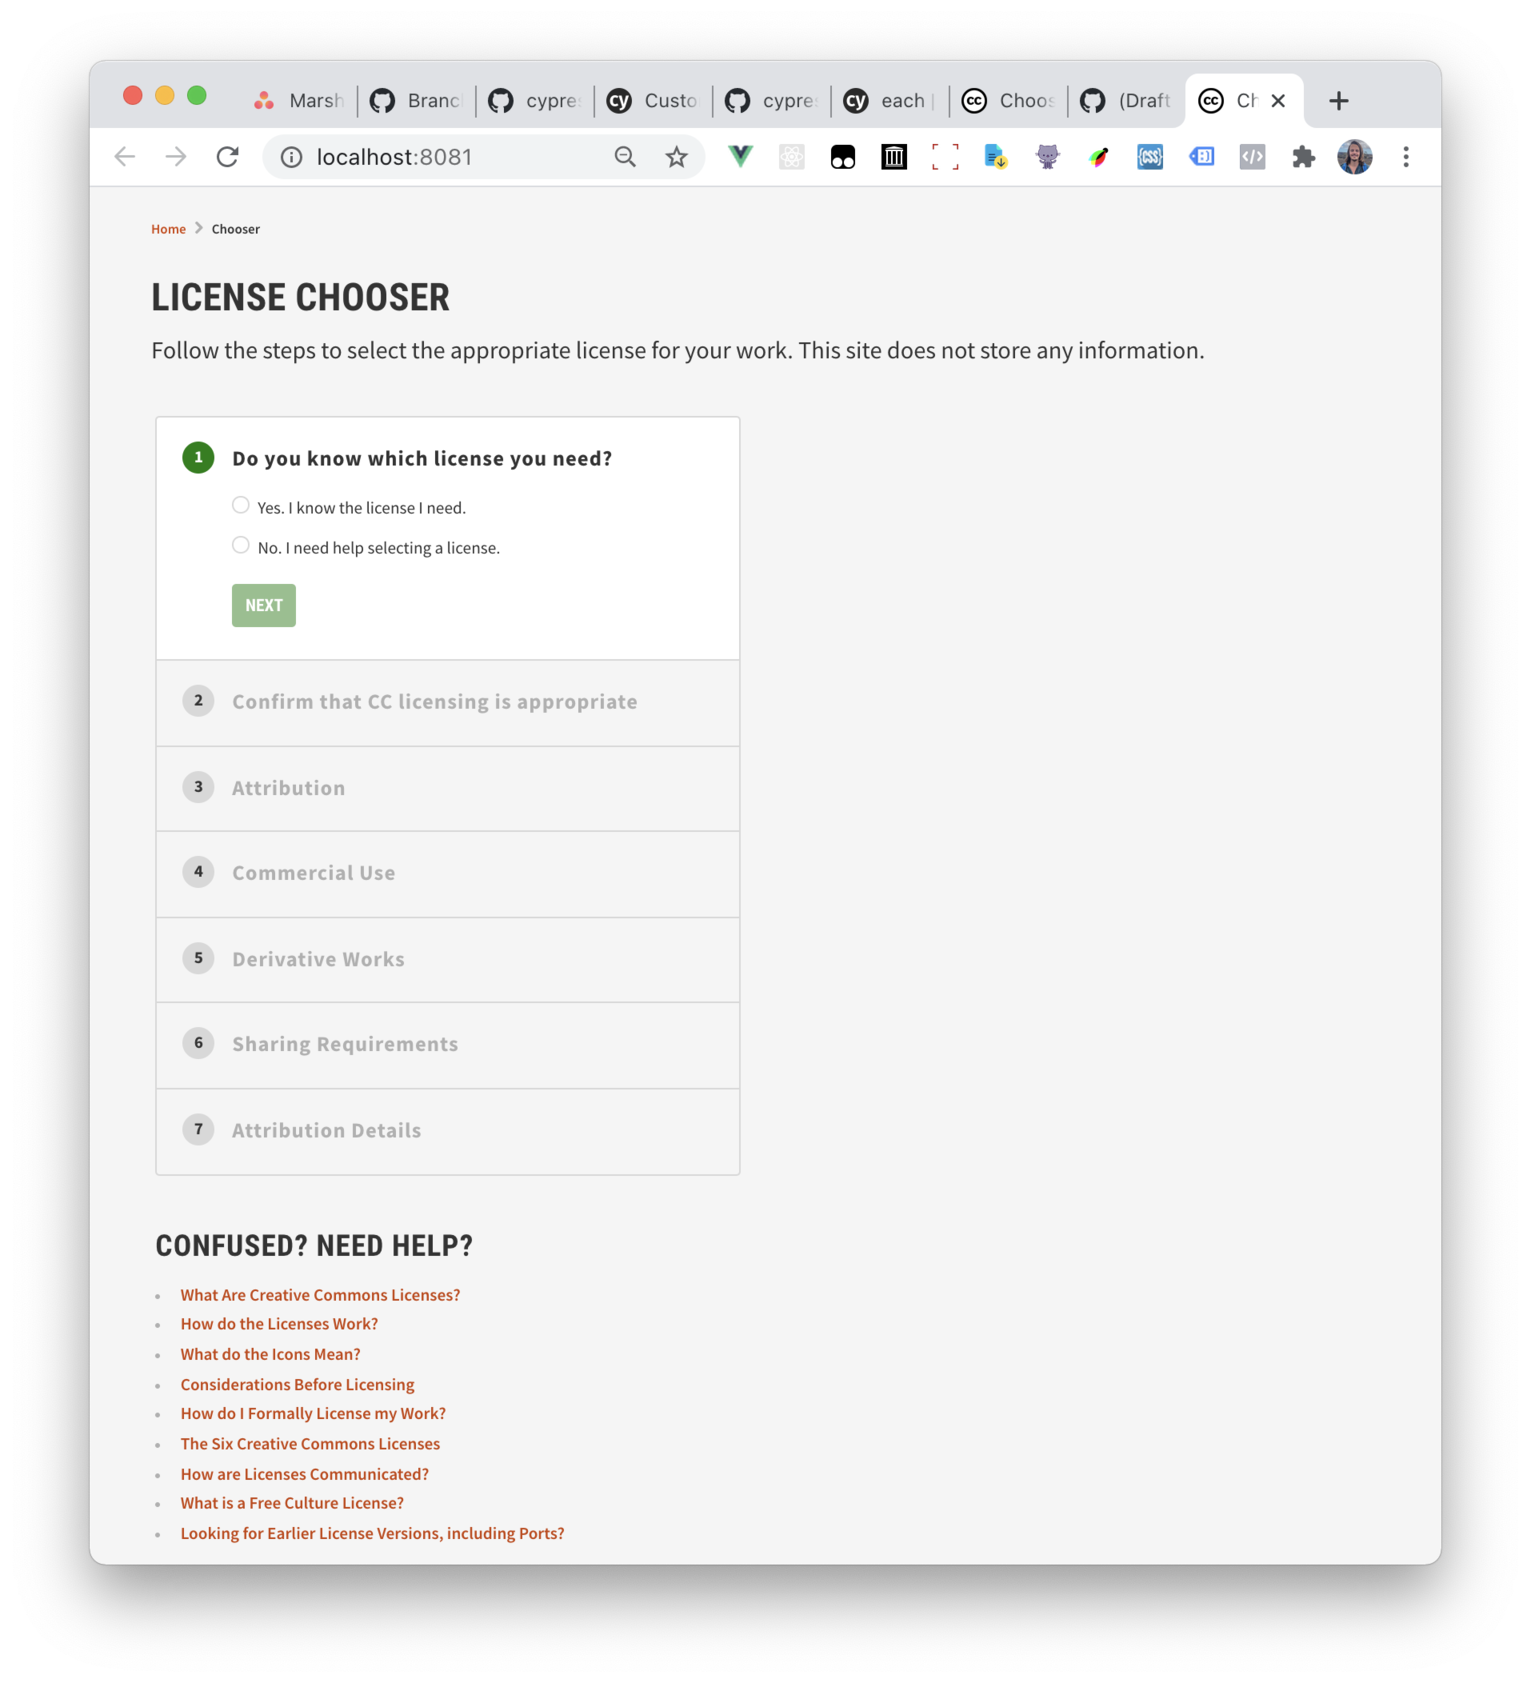 Marsh
Branc
cypre
cy
Custo
cypre
cy
each
cc
Choos
(Draft
cc
Ch
localhost:8081
CSS
Home
Chooser
LICENSE CHOOSER
Follow the steps to select the appropriate license for your work. This site does not store any information.
1
Do you know which license you need?
Yes. I know the license I need.
No. I need help selecting a license.
NEXT
2
Confirm that CC licensing is appropriate
3
Attribution
4
Commercial Use
5
Derivative Works
6
Sharing Requirements
7
Attribution Details
CONFUSED? NEED HELP?
What Are Creative Commons Licenses?
How do the Licenses Work?
What do the Icons Mean?
Considerations Before Licensing
How do I Formally License my Work?
The Six Creative Commons Licenses
How are Licenses Communicated?
What is a Free Culture License?
Looking for Earlier License Versions, including Ports?